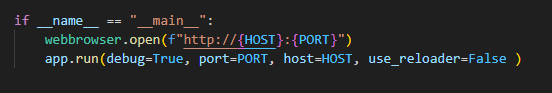 if __name__ == "__main__":
    webbrowser.open(f"http://{HOST}:{PORT}")
    app.run(debug=True, port=PORT, host=HOST, use_reloader=False )